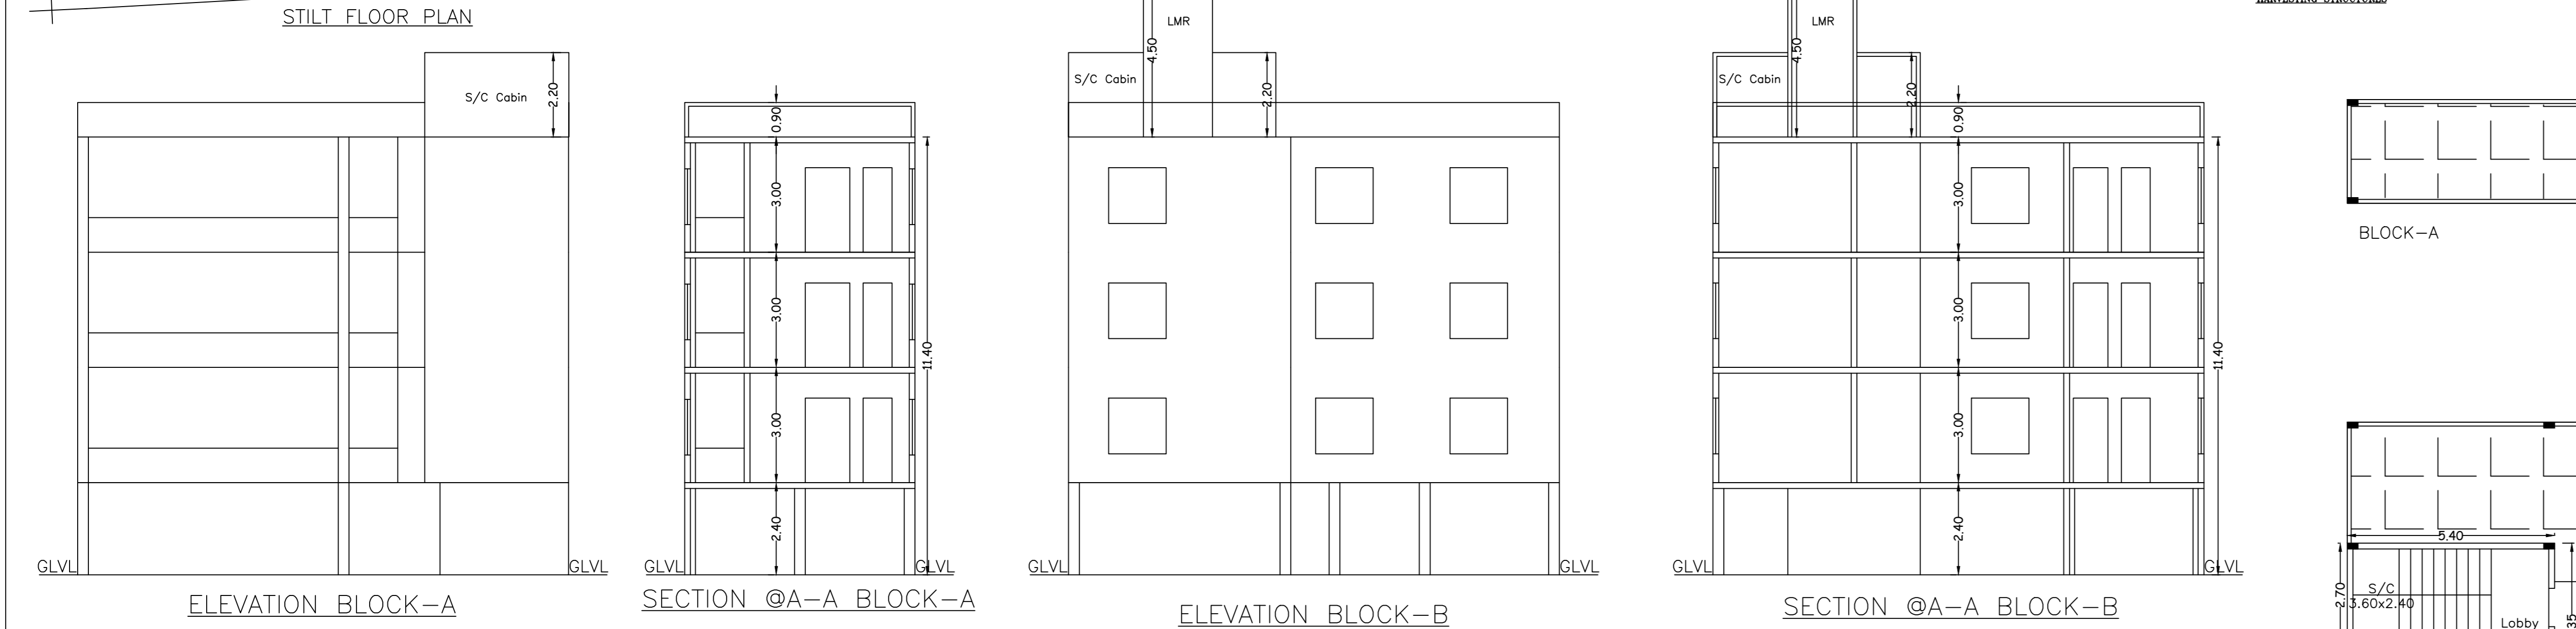 STILT FLOOR PLAN
HARVESTING STRUCTURES
S/C Cabin
2.20
GLVL
GLVL
ELEVATION BLOCK-A
0.90
3.00
3.00
3.00
2.40
11.40
GLVL
GLVL
SECTION @A-A BLOCK-A
LMR
4.50
S/C Cabin
2.20
GLVL
GLVL
ELEVATION BLOCK-B
LMR
4.50
S/C Cabin
2.20
0.90
3.00
3.00
3.00
2.40
11.40
GLVL
GLVL
SECTION @A-A BLOCK-B
BLOCK-A
5.40
2.70
S/C
3.60x2.40
Lobby